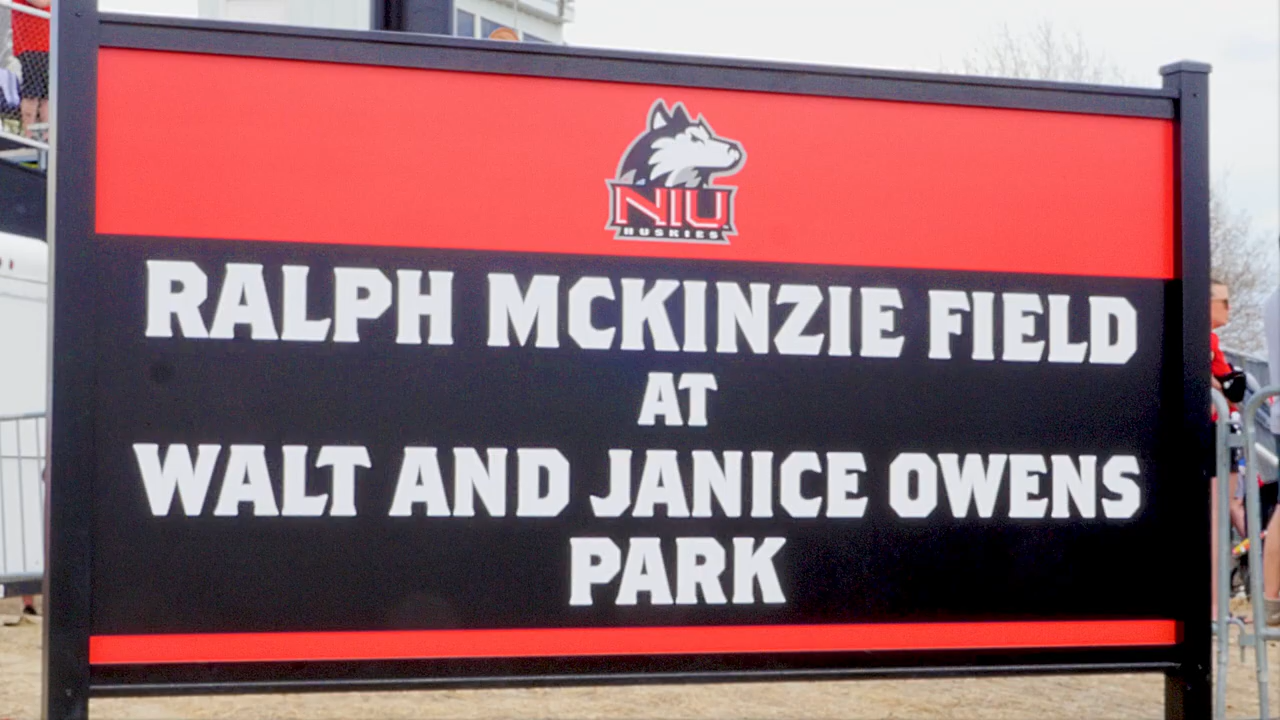 NIU
HUSKIES
RALPH MCKINZIE FIELD
AT
WALT AND JANICE OWENS
PARK